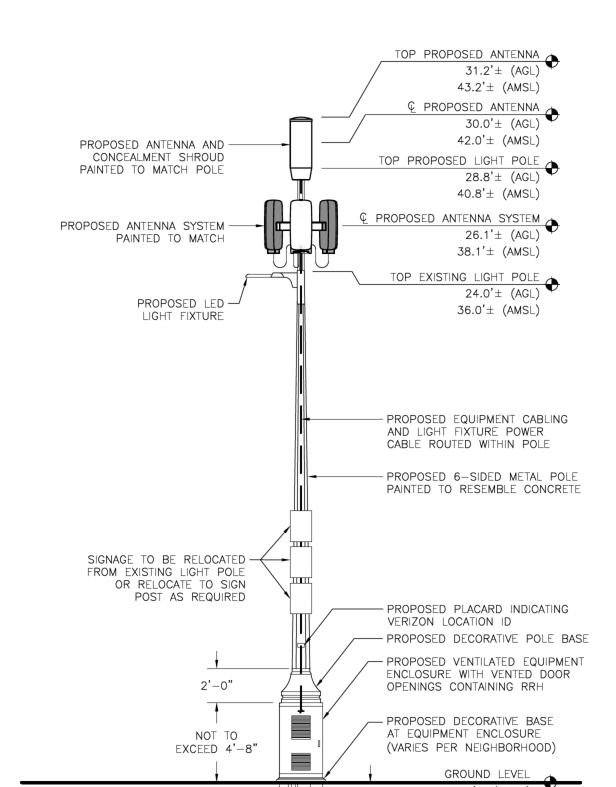 TOP PROPOSED ANTENNA
31.2'± (AGL)
43.2'± (AMSL)
℄ PROPOSED ANTENNA
30.0'± (AGL)
42.0'± (AMSL)
PROPOSED ANTENNA AND
CONCEALMENT SHROUD
PAINTED TO MATCH POLE
TOP PROPOSED LIGHT POLE
28.8'± (AGL)
40.8'± (AMSL)
PROPOSED ANTENNA SYSTEM
PAINTED TO MATCH
℄ PROPOSED ANTENNA SYSTEM
26.1'± (AGL)
38.1'± (AMSL)
TOP EXISTING LIGHT POLE
24.0'± (AGL)
36.0'± (AMSL)
PROPOSED LED
LIGHT FIXTURE
PROPOSED EQUIPMENT CABLING
AND LIGHT FIXTURE POWER
CABLE ROUTED WITHIN POLE
PROPOSED 6-SIDED METAL POLE
PAINTED TO RESEMBLE CONCRETE
SIGNAGE TO BE RELOCATED
FROM EXISTING LIGHT POLE
OR RELOCATE TO SIGN
POST AS REQUIRED
PROPOSED PLACARD INDICATING
VERIZON LOCATION ID
PROPOSED DECORATIVE POLE BASE
PROPOSED VENTILATED EQUIPMENT
ENCLOSURE WITH VENTED DOOR
OPENINGS CONTAINING RRH
2'-0"
NOT TO
EXCEED 4'-8"
PROPOSED DECORATIVE BASE
AT EQUIPMENT ENCLOSURE
(VARIES PER NEIGHBORHOOD)
GROUND LEVEL